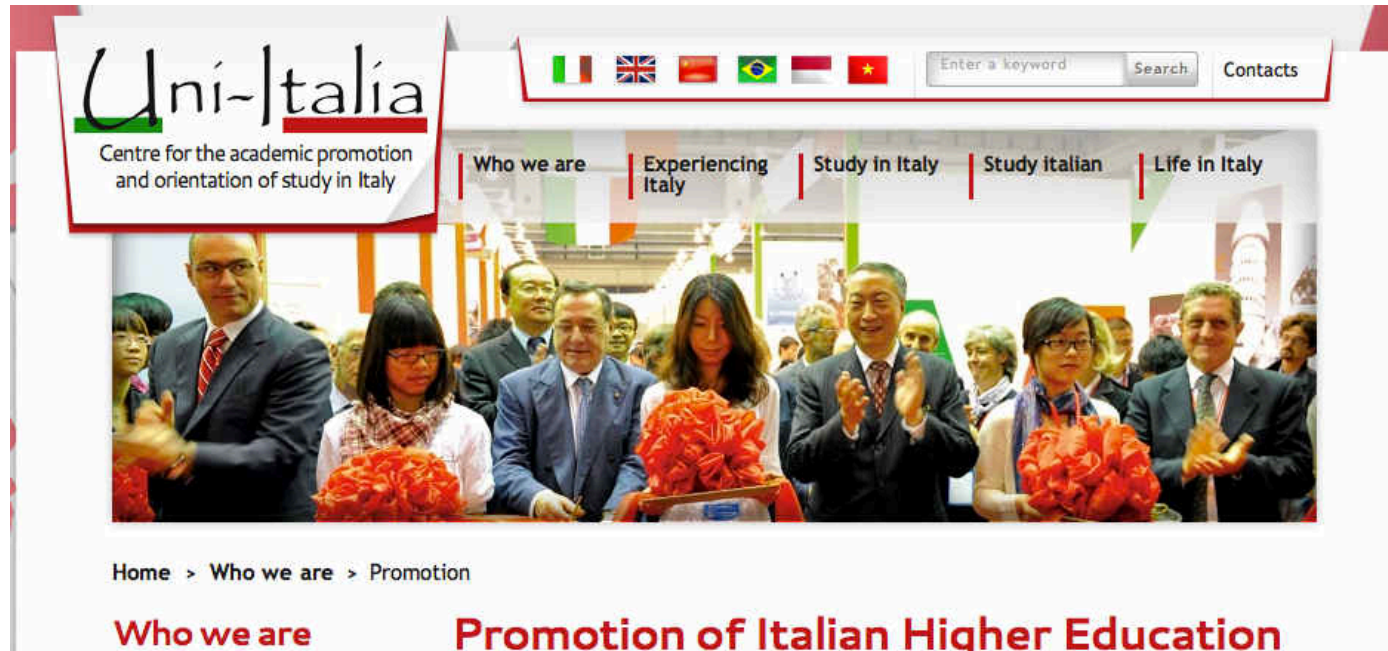 Uni-Italia
Centre for the academic promotion
and orientation of study in Italy
Enter a keyword
Search
Contacts
Who we are
Experiencing
Italy
Study in Italy
Study italian
Life in Italy
Home > Who we are > Promotion
Who we are
Promotion of Italian Higher Education